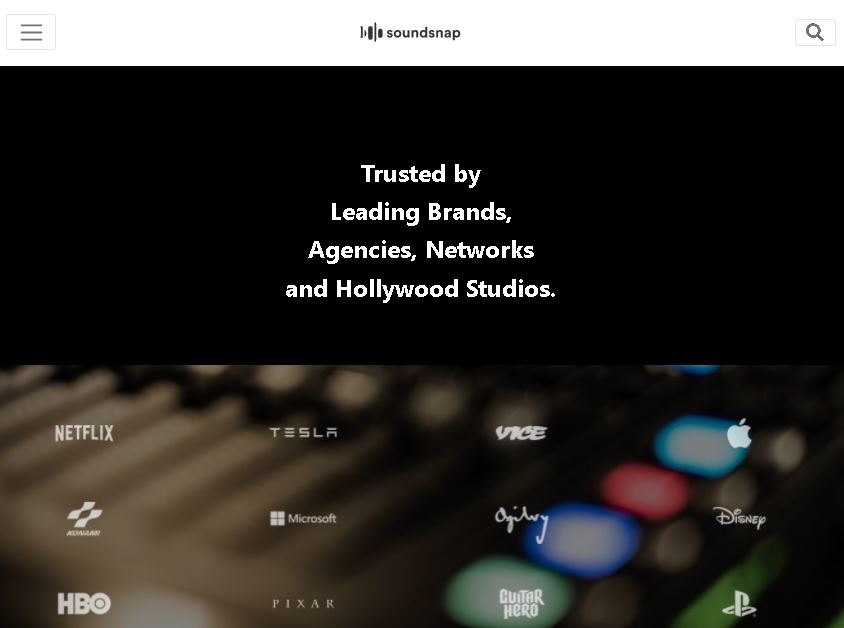 soundsnap
Trusted by
Leading Brands,
Agencies, Networks
and Hollywood Studios.
NETFLIX TESLA VICE
KONAMI Microsoft Ogilvy DISNEY
HBO PIXAR GUITAR HERO